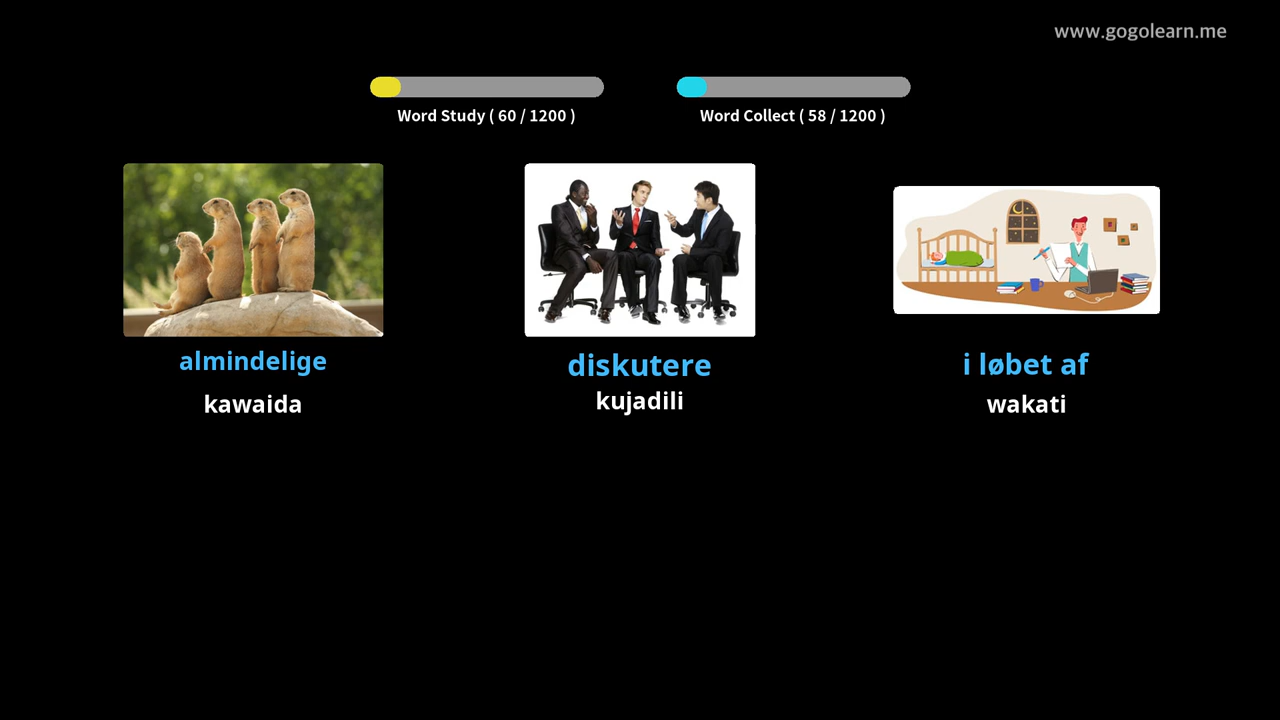 www.gogolearn.me
Word Study ( 60 / 1200 )
Word Collect ( 58 / 1200 )
almindelige
kawaida
diskutere
kujadili
i løbet af
wakati